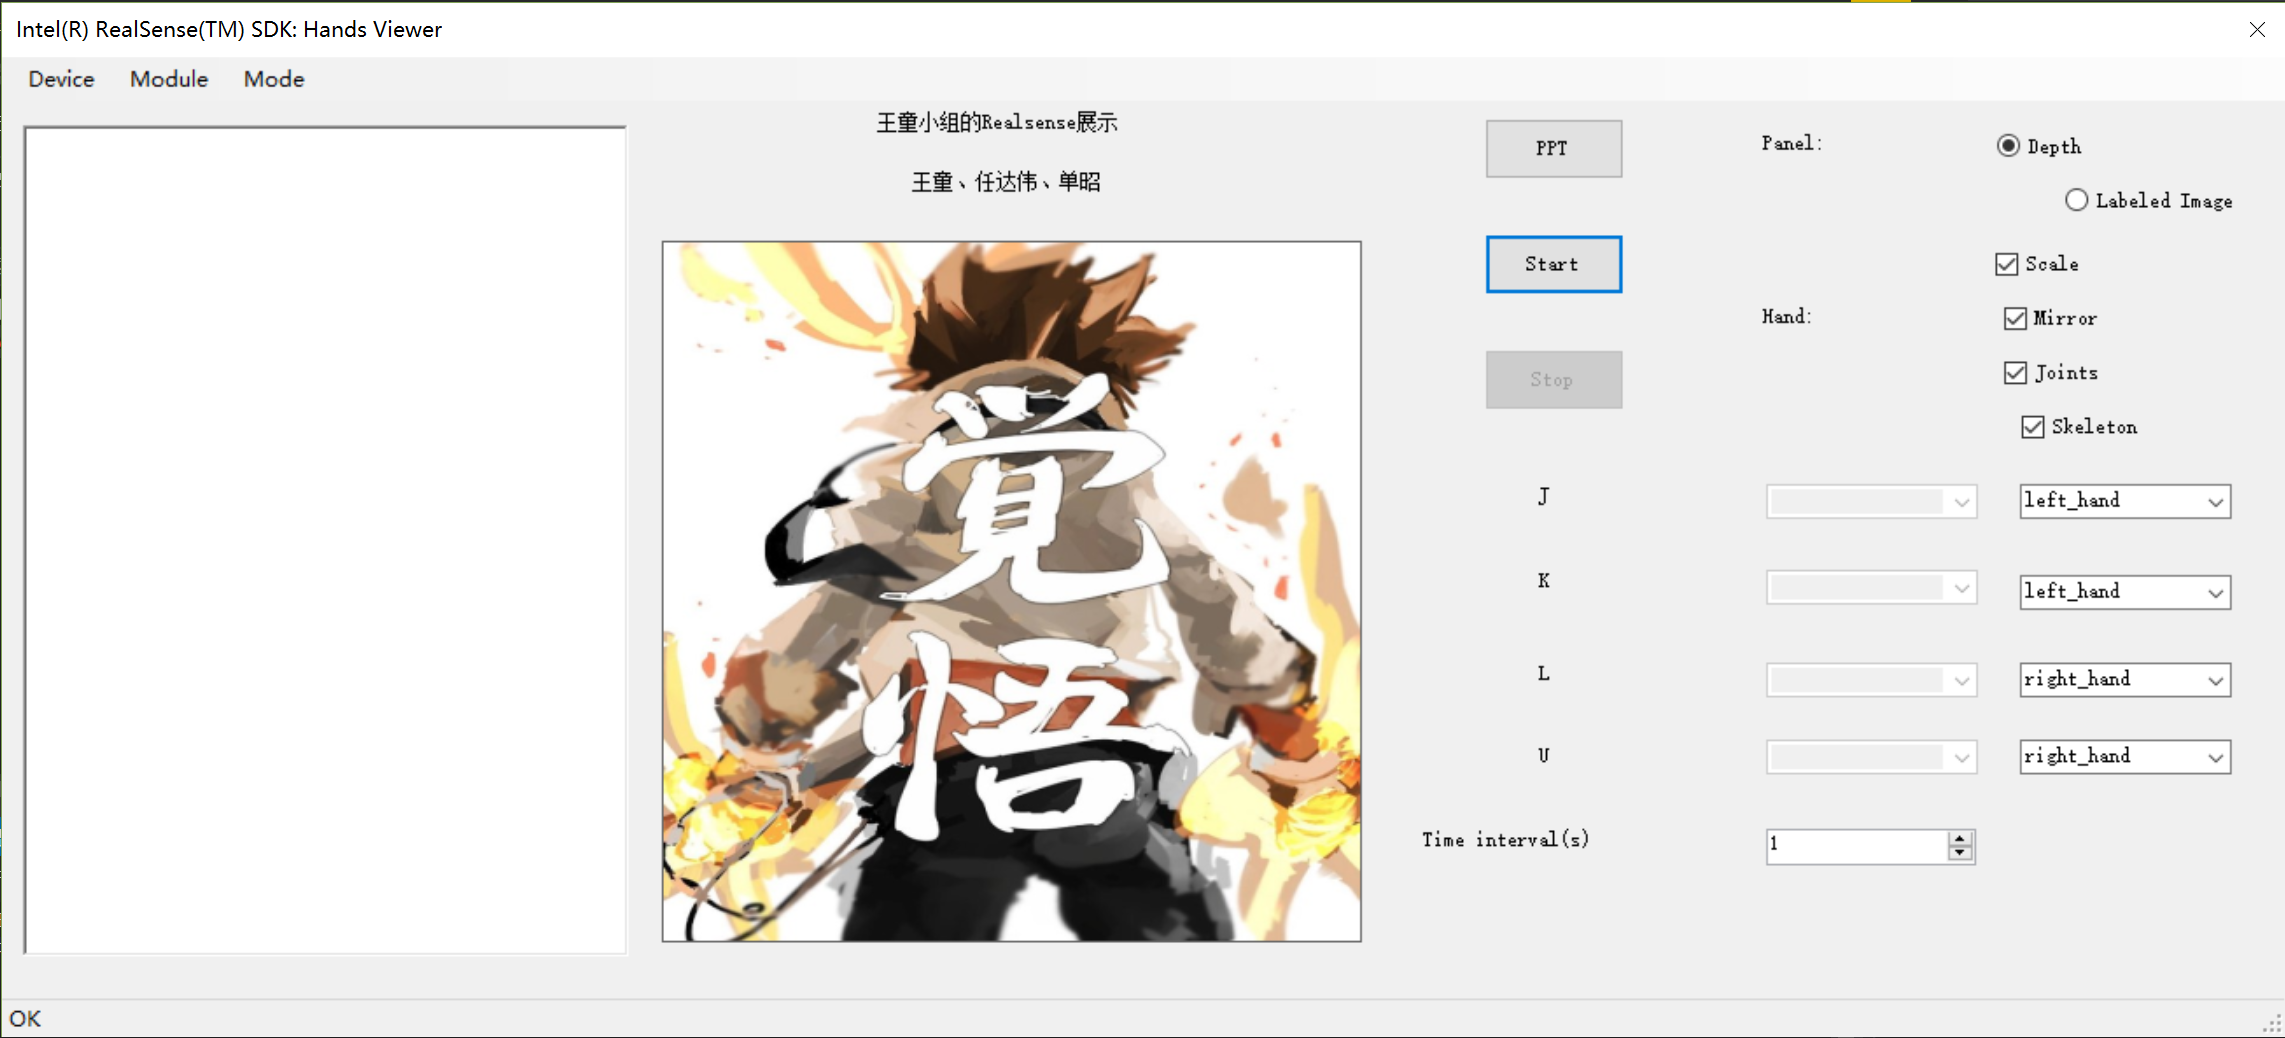 Intel(R) RealSense(TM) SDK: Hands Viewer
Device Module Mode
王童小组的Realsense展示
王童、任达伟、单昭
覚
悟
PPT
Start
Stop
Panel:
Depth
Labeled Image
Scale
Hand:
Mirror
Joints
Skeleton
J left_hand
K left_hand
L right_hand
U right_hand
Time interval(s) 1
OK